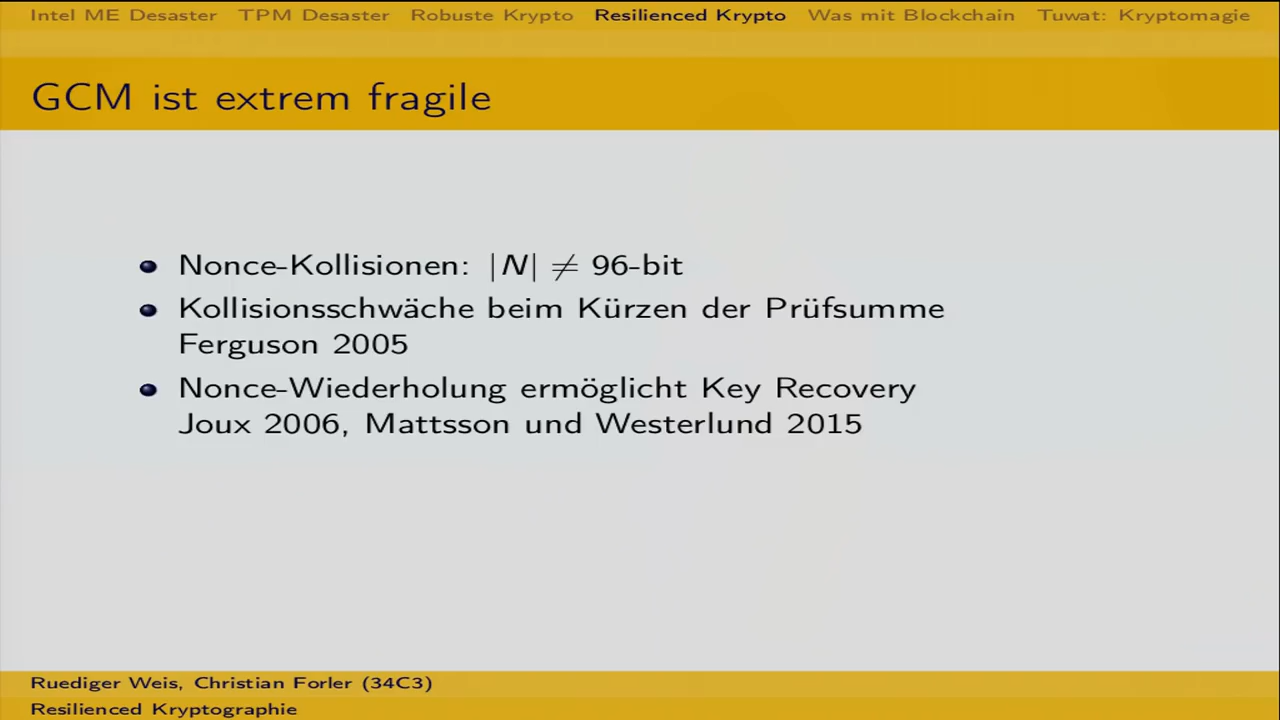 Intel ME Desaster TPM Desaster Robuste Krypto Resilienced Krypto Was mit Blockchain Tuwat: Kryptomagie
GCM ist extrem fragile
Nonce-Kollisionen: |N| ≠ 96-bit
Kollisionsschwäche beim Kürzen der Prüfsumme
Ferguson 2005
Nonce-Wiederholung ermöglicht Key Recovery
Joux 2006, Mattsson und Westerlund 2015
Ruediger Weis, Christian Forler (34C3)
Resilienced Kryptographie